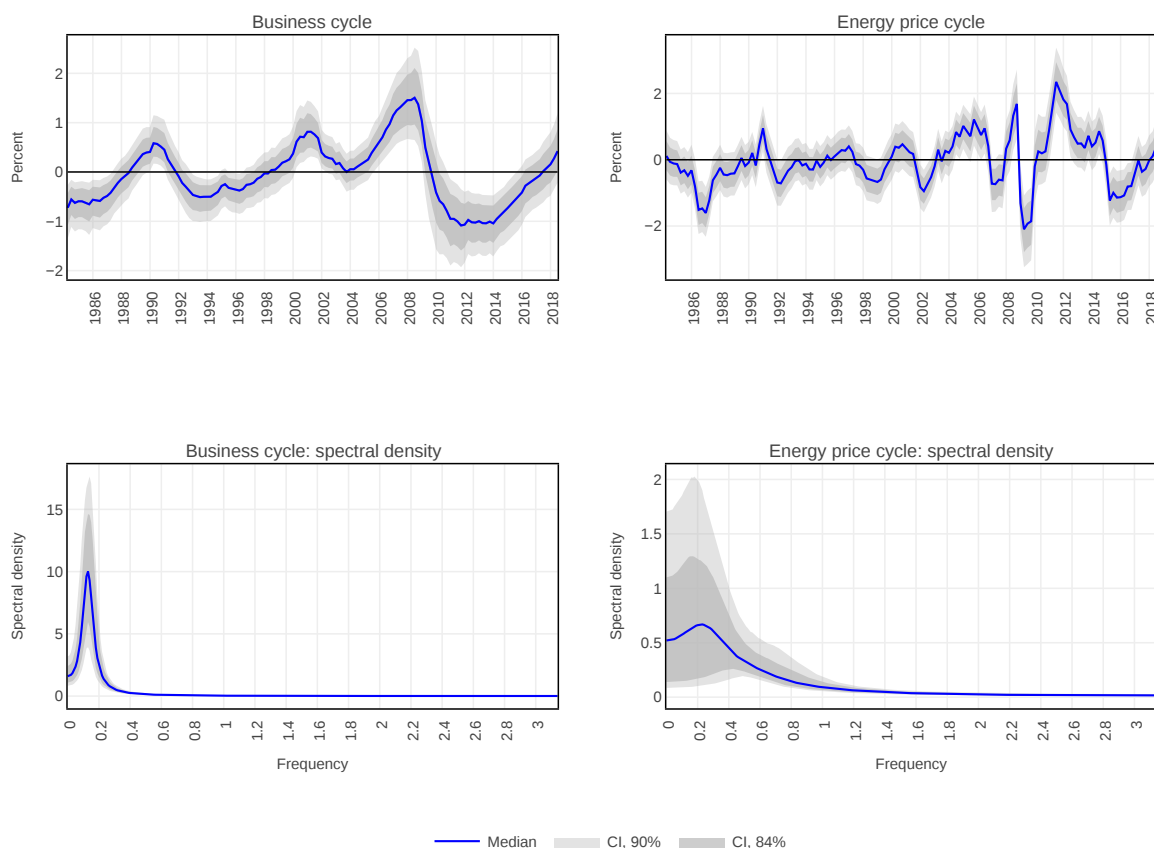 Business cycle
Percent
2
1
0
−1
−2
1986 1988 1990 1992 1994 1996 1998 2000 2002 2004 2006 2008 2010 2012 2014 2016 2018
Energy price cycle
Percent
2
0
−2
1986 1988 1990 1992 1994 1996 1998 2000 2002 2004 2006 2008 2010 2012 2014 2016 2018
Business cycle: spectral density
Spectral density
15
10
5
0
0 0.2 0.4 0.6 0.8 1 1.2 1.4 1.6 1.8 2 2.2 2.4 2.6 2.8 3
Frequency
Energy price cycle: spectral density
Spectral density
2
1.5
1
0.5
0
0 0.2 0.4 0.6 0.8 1 1.2 1.4 1.6 1.8 2 2.2 2.4 2.6 2.8 3
Frequency
Median CI, 90% CI, 84%